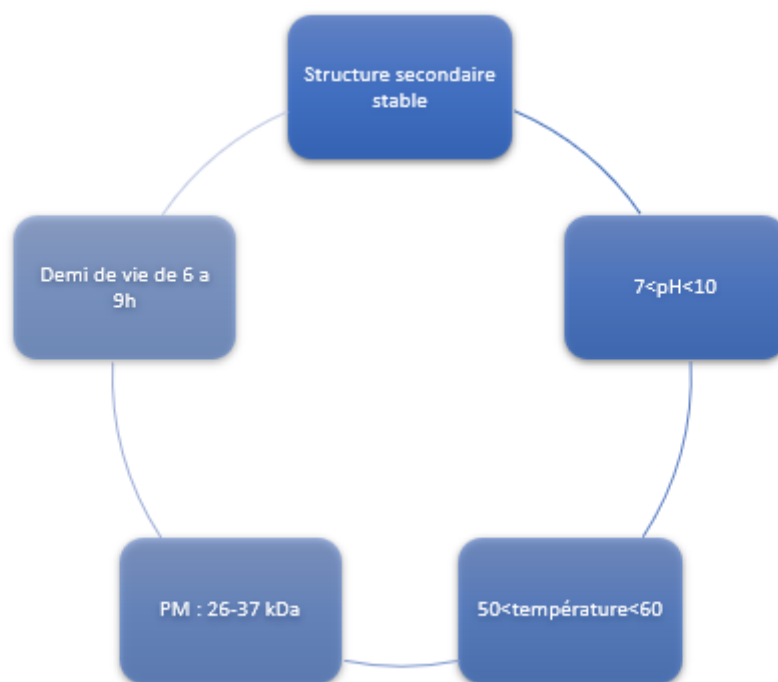 Structure secondaire
stable
7<pH<10
50<température<60
PM : 26-37 kDa
Demi de vie de 6 a
9h